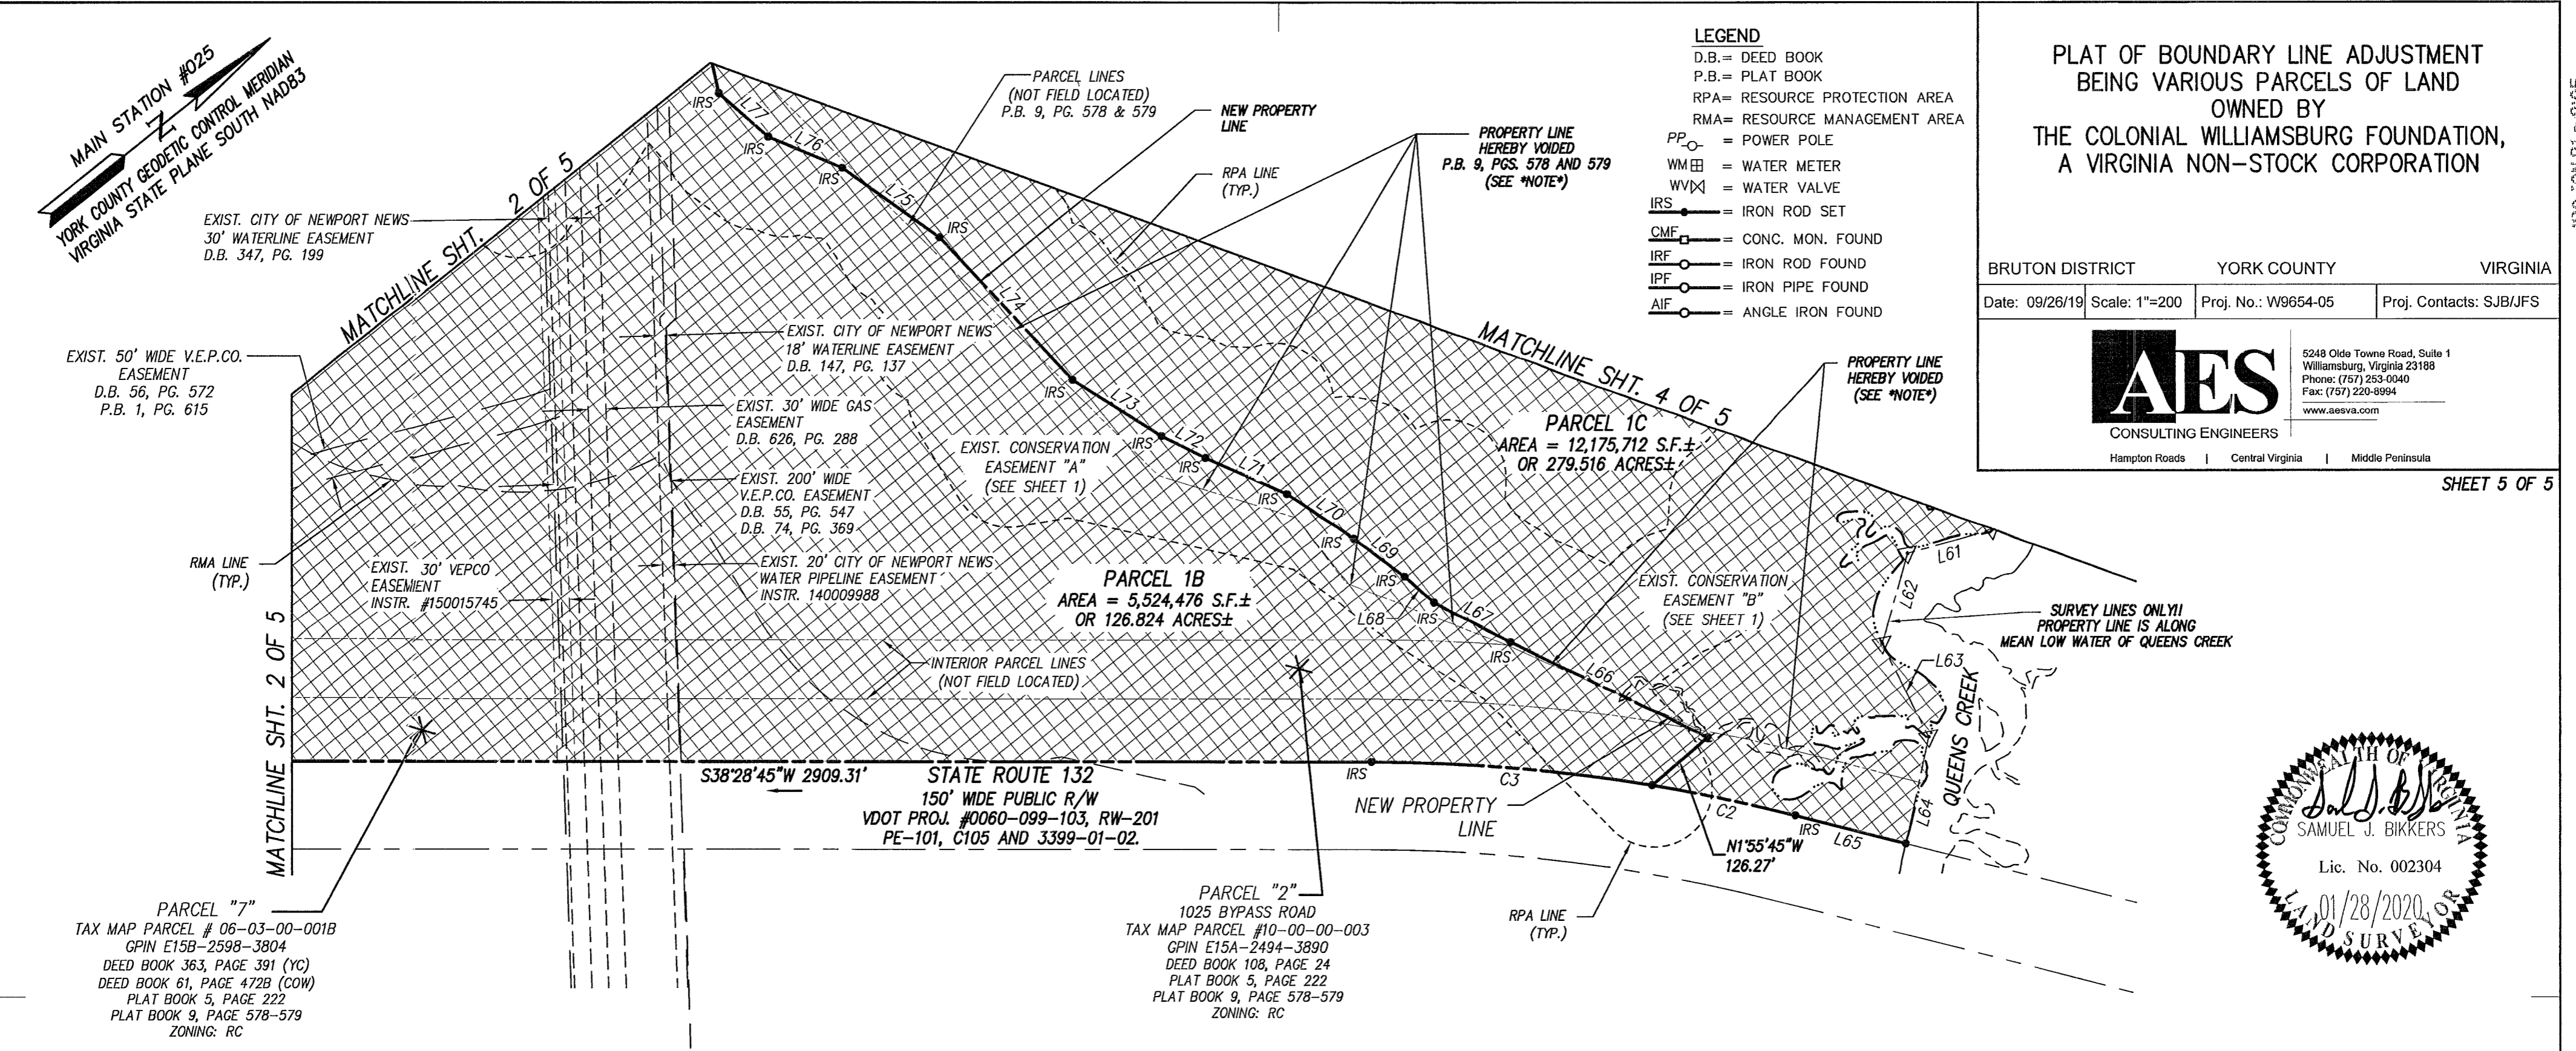 MAIN STATION #025
N
YORK COUNTY GEODETIC CONTROL MERIDIAN
VIRGINIA STATE PLANE SOUTH NAD83
MATCHLINE SHT. 2 OF 5
EXIST. CITY OF NEWPORT NEWS
30' WATERLINE EASEMENT
D.B. 347, PG. 199
EXIST. 50' WIDE V.E.P.CO.
EASEMENT
D.B. 56, PG. 572
P.B. 1, PG. 615
RMA LINE
(TYP.)
EXIST. 30' VEPCO
EASEMIENT
INSTR. #150015745
MATCHLINE SHT. 2 OF 5
PARCEL "7"
TAX MAP PARCEL # 06-03-00-001B
GPIN E15B-2598-3804
DEED BOOK 363, PAGE 391 (YC)
DEED BOOK 61, PAGE 472B (COW)
PLAT BOOK 5, PAGE 222
PLAT BOOK 9, PAGE 578-579
ZONING: RC
IRS
L77
IRS
L76
IRS
L75
IRS
L74
IRS
L73
IRS
L72
IRS
L71
IRS
L70
IRS
L69
IRS
L68
IRS
L67
IRS
L66
PARCEL LINES
(NOT FIELD LOCATED)
P.B. 9, PG. 578 & 579
NEW PROPERTY
LINE
RPA LINE
(TYP.)
PROPERTY LINE
HEREBY VOIDED
P.B. 9, PGS. 578 AND 579
(SEE *NOTE*)
EXIST. CITY OF NEWPORT NEWS
18' WATERLINE EASEMENT
D.B. 147, PG. 137
EXIST. 30' WIDE GAS
EASEMENT
D.B. 626, PG. 288
EXIST. 200' WIDE
V.E.P.CO. EASEMENT
D.B. 55, PG. 547
D.B. 74, PG. 369
EXIST. 20' CITY OF NEWPORT NEWS
WATER PIPELINE EASEMENT
INSTR. 140009988
EXIST. CONSERVATION
EASEMENT "A"
(SEE SHEET 1)
PARCEL 1B
AREA = 5,524,476 S.F.±
OR 126.824 ACRES±
INTERIOR PARCEL LINES
(NOT FIELD LOCATED)
S38°28'45"W 2909.31'
STATE ROUTE 132
150' WIDE PUBLIC R/W
VDOT PROJ. #0060-099-103, RW-201
PE-101, C105 AND 3399-01-02.
MATCHLINE SHT. 4 OF 5
PARCEL 1C
AREA = 12,175,712 S.F.±
OR 279.516 ACRES±
PROPERTY LINE
HEREBY VOIDED
(SEE *NOTE*)
EXIST. CONSERVATION
EASEMENT "B"
(SEE SHEET 1)
L61
L62
L63
L64
QUEENS CREEK
SURVEY LINES ONLY!!
PROPERTY LINE IS ALONG
MEAN LOW WATER OF QUEENS CREEK
IRS
C3
C2
IRS
L65
NEW PROPERTY
LINE
N1°55'45"W
126.27'
RPA LINE
(TYP.)
PARCEL "2"
1025 BYPASS ROAD
TAX MAP PARCEL #10-00-00-003
GPIN E15A-2494-3890
DEED BOOK 108, PAGE 24
PLAT BOOK 5, PAGE 222
PLAT BOOK 9, PAGE 578-579
ZONING: RC
LEGEND
D.B.= DEED BOOK
P.B.= PLAT BOOK
RPA= RESOURCE PROTECTION AREA
RMA= RESOURCE MANAGEMENT AREA
PP = POWER POLE
WM = WATER METER
WV = WATER VALVE
IRS = IRON ROD SET
CMF = CONC. MON. FOUND
IRF = IRON ROD FOUND
IPF = IRON PIPE FOUND
AIF = ANGLE IRON FOUND
PLAT OF BOUNDARY LINE ADJUSTMENT
BEING VARIOUS PARCELS OF LAND
OWNED BY
THE COLONIAL WILLIAMSBURG FOUNDATION,
A VIRGINIA NON-STOCK CORPORATION
BRUTON DISTRICT YORK COUNTY VIRGINIA
Date: 09/26/19 Scale: 1"=200 Proj. No.: W9654-05 Proj. Contacts: SJB/JFS
AES
CONSULTING ENGINEERS
5248 Olde Towne Road, Suite 1
Williamsburg, Virginia 23188
Phone: (757) 253-0040
Fax: (757) 220-8994
www.aesva.com
Hampton Roads | Central Virginia | Middle Peninsula
SHEET 5 OF 5
COMMONWEALTH OF VIRGINIA
SAMUEL J. BIKKERS
Lic. No. 002304
01/28/2020
LAND SURVEYOR